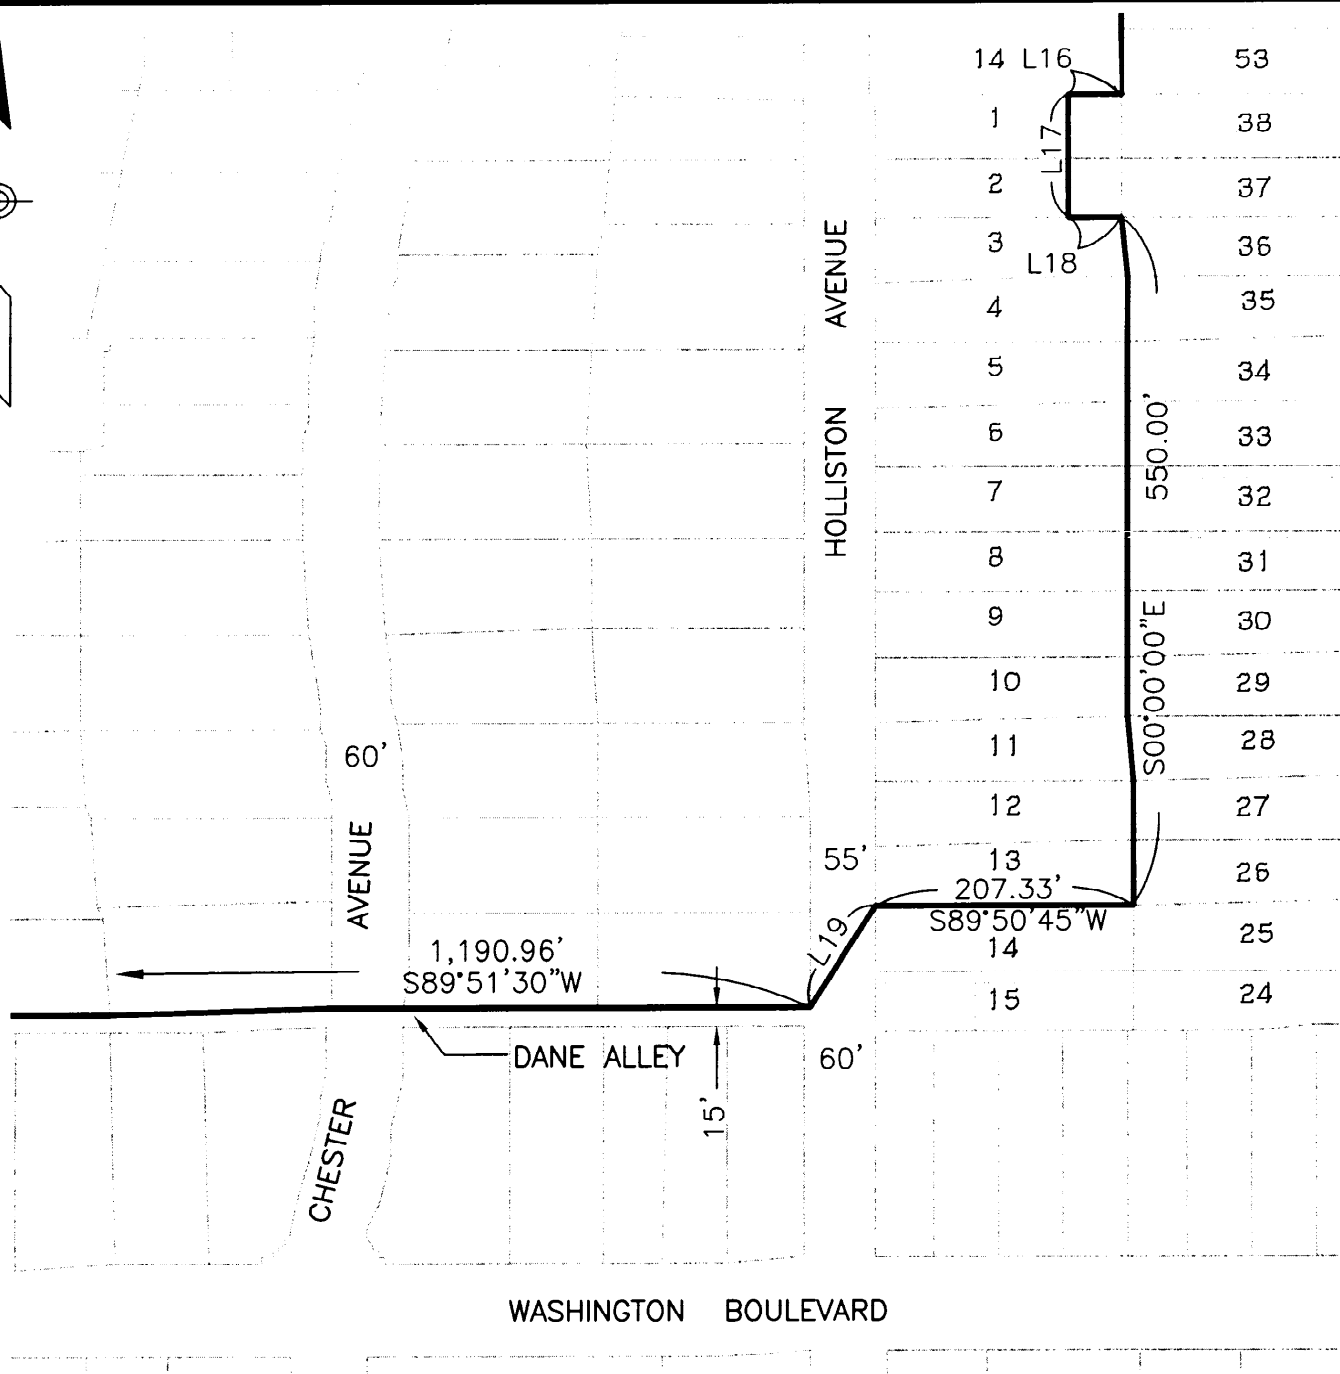 14 L16 53
1 38
L17
2 37
3 36
L18
4 35
5 34
6 33
7 32
8 31
9 30
10 29
11 28
12 27
13 26
14 25
15 24
HOLLISTON AVENUE
550.00'
S00°00'00"E
60'
55'
207.33'
S89°50'45"W
L19
CHESTER AVENUE
1,190.96'
S89°51'30"W
DANE ALLEY
15'
60'
WASHINGTON BOULEVARD